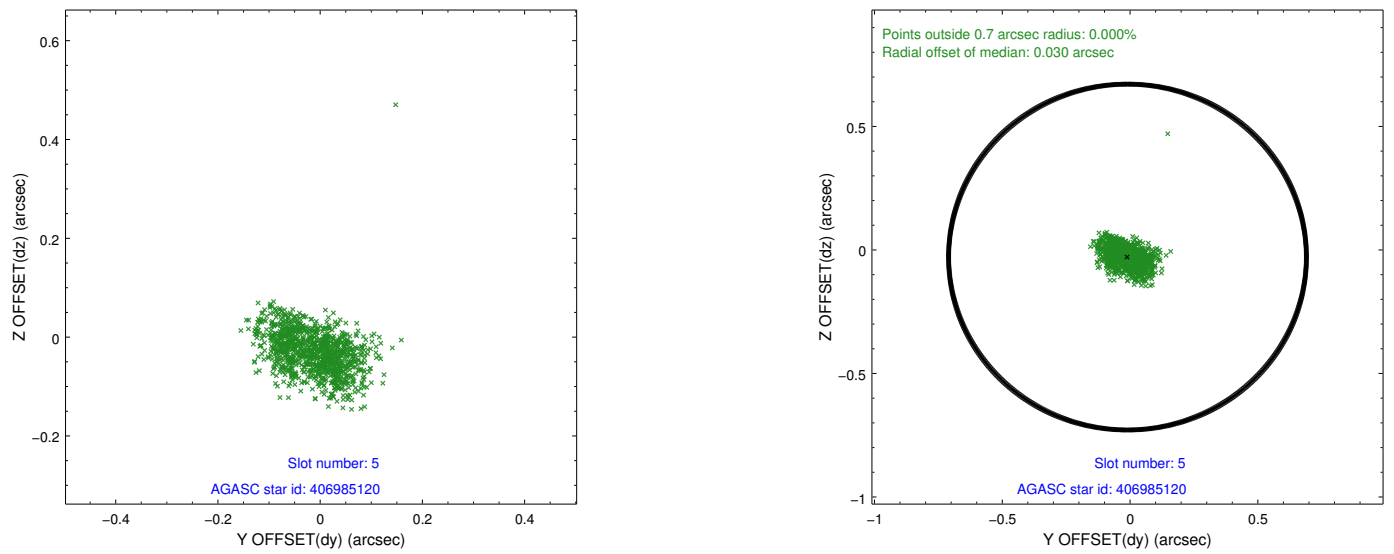 Z OFFSET(dz) (arcsec)
0.6
0.4
0.2
0
−0.2
−0.4
−0.2
0
0.2
0.4
Slot number: 5
AGASC star id: 406985120
Y OFFSET(dy) (arcsec)
Points outside 0.7 arcsec radius: 0.000%
Radial offset of median: 0.030 arcsec
Z OFFSET(dz) (arcsec)
0.5
0
−0.5
−1
−1
−0.5
0
0.5
Slot number: 5
AGASC star id: 406985120
Y OFFSET(dy) (arcsec)